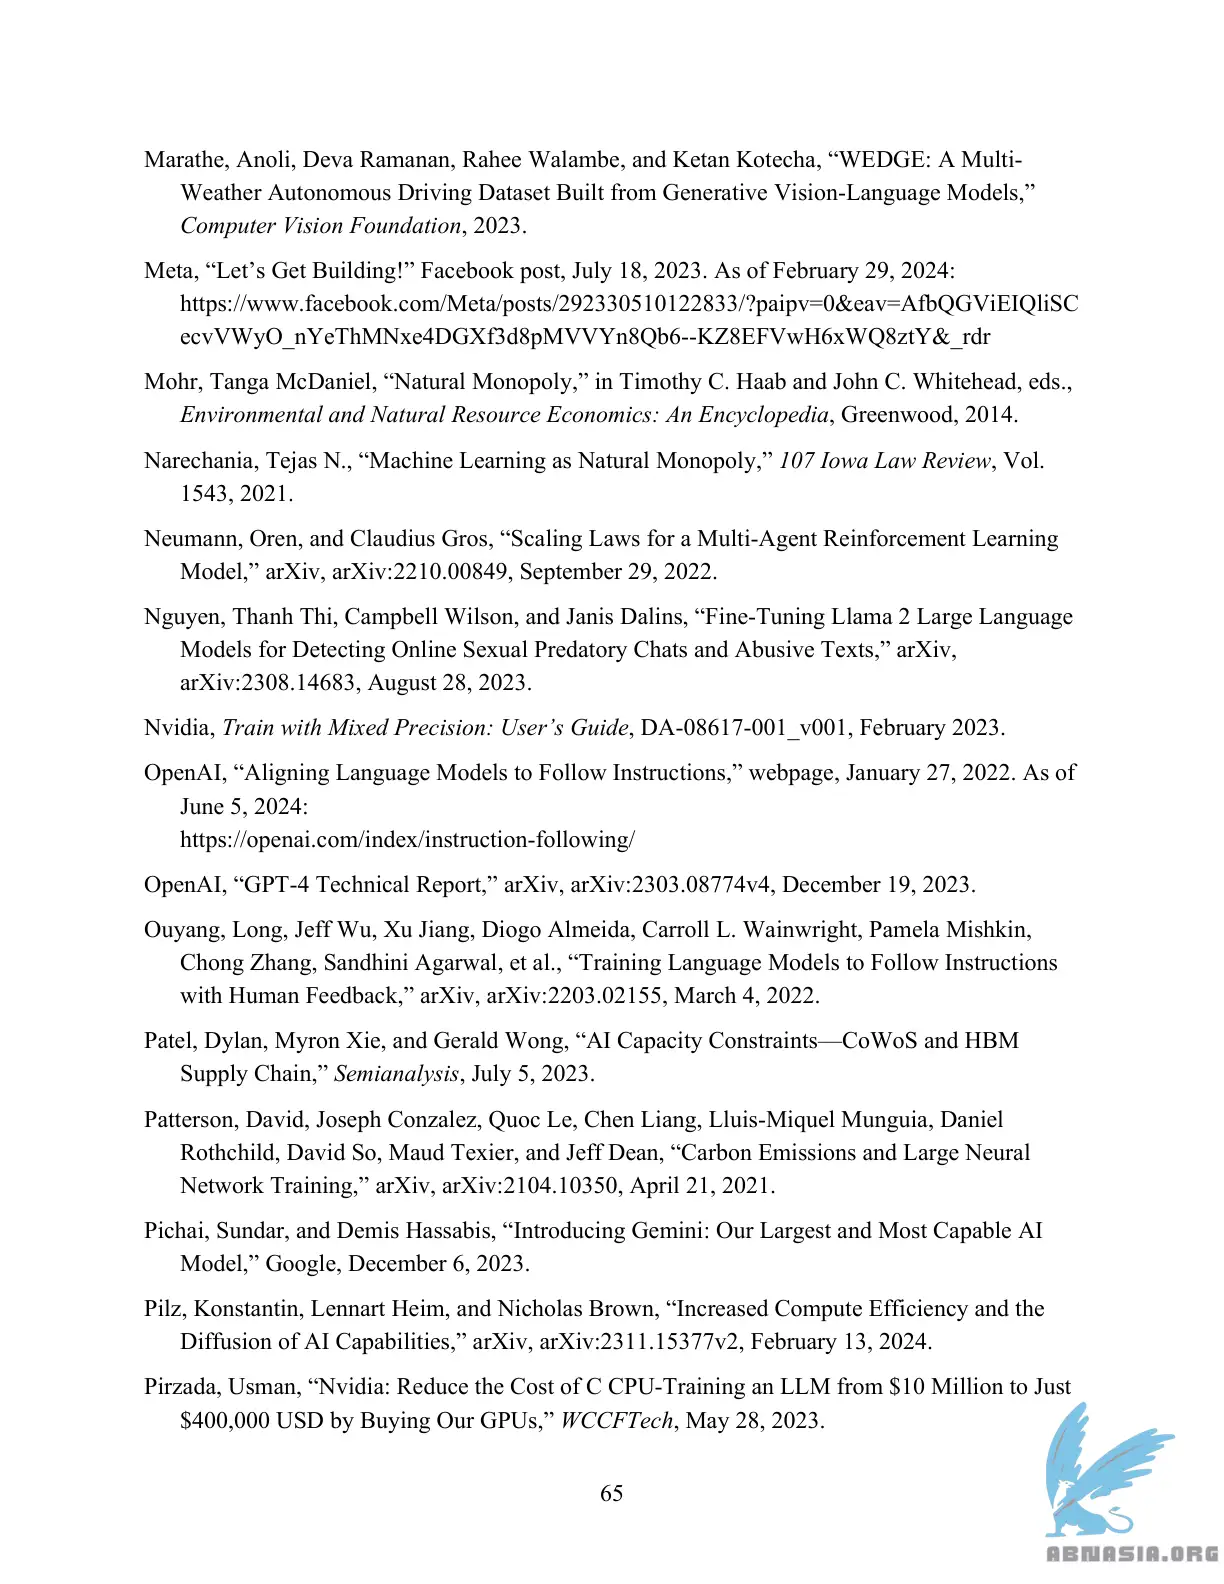 Marathe, Anoli, Deva Ramanan, Rahee Walambe, and Ketan Kotecha, “WEDGE: A Multi-
Weather Autonomous Driving Dataset Built from Generative Vision-Language Models,”
Computer Vision Foundation, 2023.
Meta, “Let’s Get Building!” Facebook post, July 18, 2023. As of February 29, 2024:
https://www.facebook.com/Meta/posts/292330510122833/?paipv=0&eav=AfbQGViEIQliSC
ecvVWyO_nYeThMNxe4DGXf3d8pMVVYn8Qb6--KZ8EFVwH6xWQ8ztY&_rdr
Mohr, Tanga McDaniel, “Natural Monopoly,” in Timothy C. Haab and John C. Whitehead, eds.,
Environmental and Natural Resource Economics: An Encyclopedia, Greenwood, 2014.
Narechania, Tejas N., “Machine Learning as Natural Monopoly,” 107 Iowa Law Review, Vol.
1543, 2021.
Neumann, Oren, and Claudius Gros, “Scaling Laws for a Multi-Agent Reinforcement Learning
Model,” arXiv, arXiv:2210.00849, September 29, 2022.
Nguyen, Thanh Thi, Campbell Wilson, and Janis Dalins, “Fine-Tuning Llama 2 Large Language
Models for Detecting Online Sexual Predatory Chats and Abusive Texts,” arXiv,
arXiv:2308.14683, August 28, 2023.
Nvidia, Train with Mixed Precision: User’s Guide, DA-08617-001_v001, February 2023.
OpenAI, “Aligning Language Models to Follow Instructions,” webpage, January 27, 2022. As of
June 5, 2024:
https://openai.com/index/instruction-following/
OpenAI, “GPT-4 Technical Report,” arXiv, arXiv:2303.08774v4, December 19, 2023.
Ouyang, Long, Jeff Wu, Xu Jiang, Diogo Almeida, Carroll L. Wainwright, Pamela Mishkin,
Chong Zhang, Sandhini Agarwal, et al., “Training Language Models to Follow Instructions
with Human Feedback,” arXiv, arXiv:2203.02155, March 4, 2022.
Patel, Dylan, Myron Xie, and Gerald Wong, “AI Capacity Constraints—CoWoS and HBM
Supply Chain,” Semianalysis, July 5, 2023.
Patterson, David, Joseph Conzalez, Quoc Le, Chen Liang, Lluis-Miquel Munguia, Daniel
Rothchild, David So, Maud Texier, and Jeff Dean, “Carbon Emissions and Large Neural
Network Training,” arXiv, arXiv:2104.10350, April 21, 2021.
Pichai, Sundar, and Demis Hassabis, “Introducing Gemini: Our Largest and Most Capable AI
Model,” Google, December 6, 2023.
Pilz, Konstantin, Lennart Heim, and Nicholas Brown, “Increased Compute Efficiency and the
Diffusion of AI Capabilities,” arXiv, arXiv:2311.15377v2, February 13, 2024.
Pirzada, Usman, “Nvidia: Reduce the Cost of C CPU-Training an LLM from $10 Million to Just
$400,000 USD by Buying Our GPUs,” WCCFTech, May 28, 2023.
65
ABNASIA.ORG